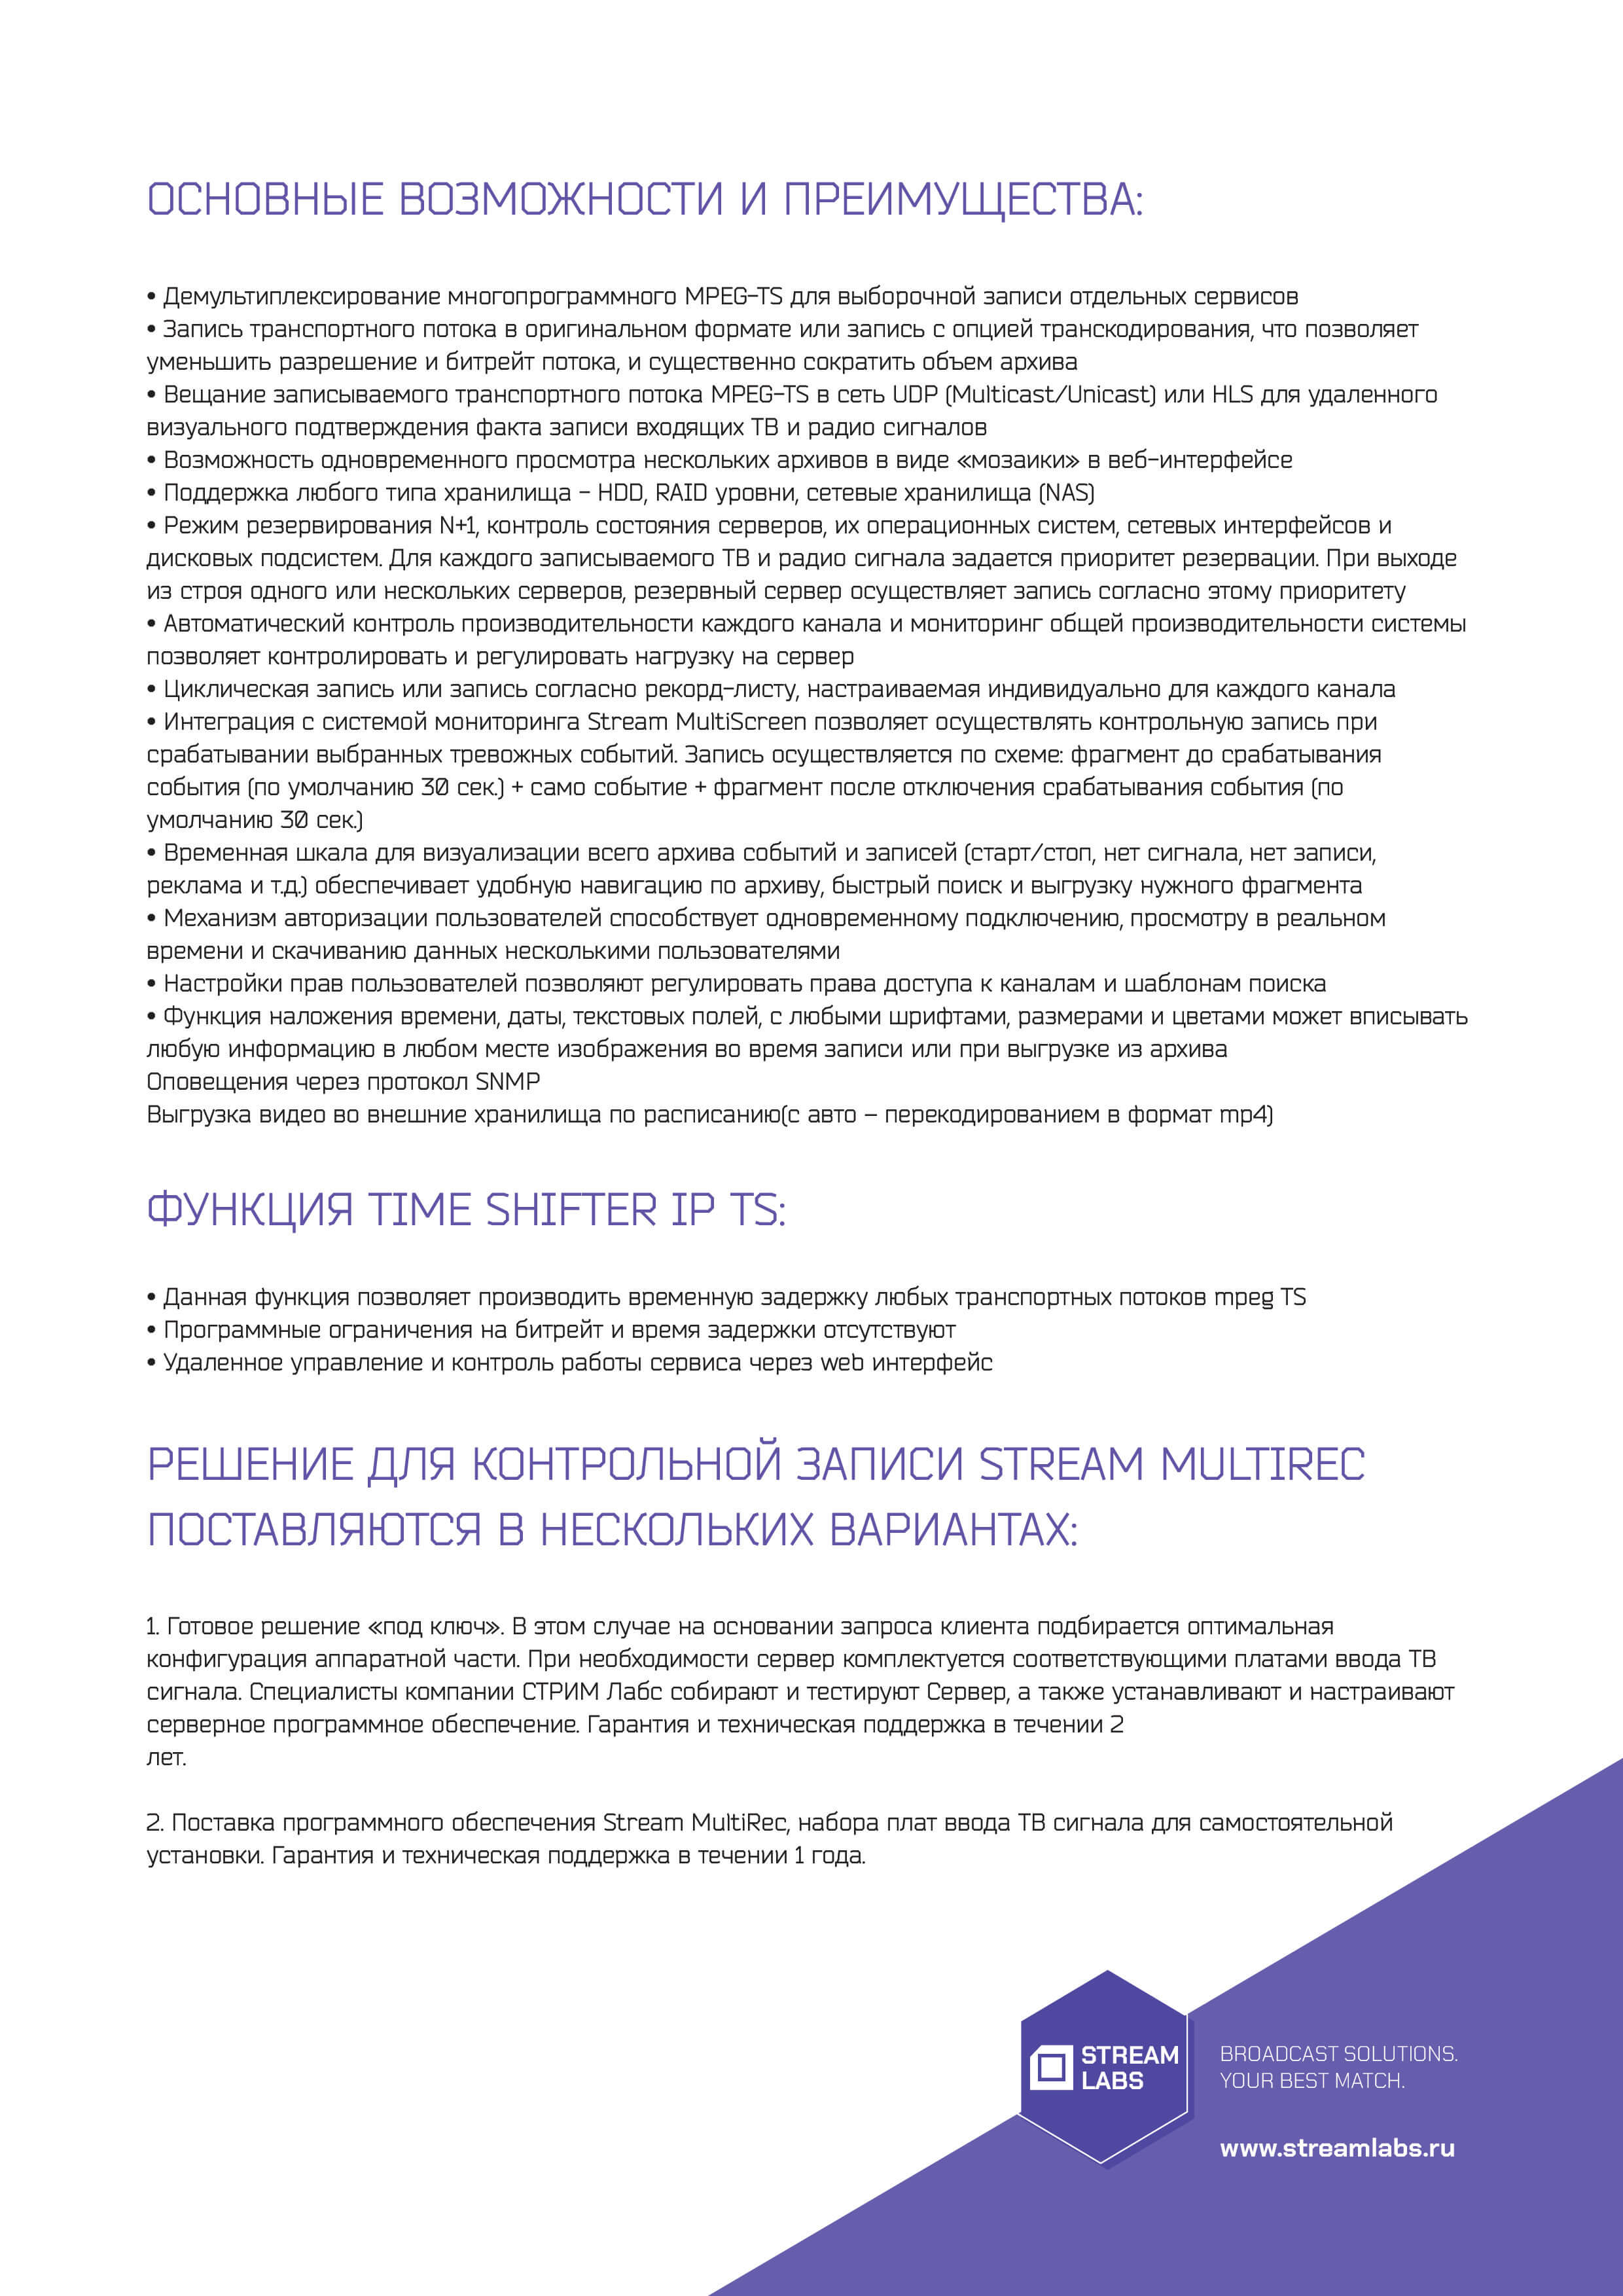 ОСНОВНЫЕ ВОЗМОЖНОСТИ И ПРЕИМУЩЕСТВА:
• Демультиплексирование многопрограммного MPEG-TS для выборочной записи отдельных сервисов
• Запись транспортного потока в оригинальном формате или запись с опцией транскодирования, что позволяет
уменьшить разрешение и битрейт потока, и существенно сократить объем архива
• Вещание записываемого транспортного потока MPEG-TS в сеть UDP (Multicast/Unicast) или HLS для удаленного
визуального подтверждения факта записи входящих ТВ и радио сигналов
• Возможность одновременного просмотра нескольких архивов в виде «мозаики» в веб-интерфейсе
• Поддержка любого типа хранилища - HDD, RAID уровни, сетевые хранилища (NAS)
• Режим резервирования N+1, контроль состояния серверов, их операционных систем, сетевых интерфейсов и
дисковых подсистем. Для каждого записываемого ТВ и радио сигнала задается приоритет резервации. При выходе
из строя одного или нескольких серверов, резервный сервер осуществляет запись согласно этому приоритету
• Автоматический контроль производительности каждого канала и мониторинг общей производительности системы
позволяет контролировать и регулировать нагрузку на сервер
• Циклическая запись или запись согласно рекорд-листу, настраиваемая индивидуально для каждого канала
• Интеграция с системой мониторинга Stream MultiScreen позволяет осуществлять контрольную запись при
срабатывании выбранных тревожных событий. Запись осуществляется по схеме: фрагмент до срабатывания
события (по умолчанию 30 сек.) + само событие + фрагмент после отключения срабатывания события (по
умолчанию 30 сек.)
• Временная шкала для визуализации всего архива событий и записей (старт/стоп, нет сигнала, нет записи,
реклама и т.д.) обеспечивает удобную навигацию по архиву, быстрый поиск и выгрузку нужного фрагмента
• Механизм авторизации пользователей способствует одновременному подключению, просмотру в реальном
времени и скачиванию данных несколькими пользователями
• Настройки прав пользователей позволяют регулировать права доступа к каналам и шаблонам поиска
• Функция наложения времени, даты, текстовых полей, с любыми шрифтами, размерами и цветами может вписывать
любую информацию в любом месте изображения во время записи или при выгрузке из архива
Оповещения через протокол SNMP
Выгрузка видео во внешние хранилища по расписанию(с авто – перекодированием в формат mp4)
ФУНКЦИЯ TIME SHIFTER IP TS:
• Данная функция позволяет производить временную задержку любых транспортных потоков mpeg TS
• Программные ограничения на битрейт и время задержки отсутствуют
• Удаленное управление и контроль работы сервиса через web интерфейс
РЕШЕНИЕ ДЛЯ КОНТРОЛЬНОЙ ЗАПИСИ STREAM MULTIREC
ПОСТАВЛЯЮТСЯ В НЕСКОЛЬКИХ ВАРИАНТАХ:
1. Готовое решение «под ключ». В этом случае на основании запроса клиента подбирается оптимальная
конфигурация аппаратной части. При необходимости сервер комплектуется соответствующими платами ввода ТВ
сигнала. Специалисты компании СТРИМ Лабс собирают и тестируют Сервер, а также устанавливают и настраивают
серверное программное обеспечение. Гарантия и техническая поддержка в течении 2
лет.
2. Поставка программного обеспечения Stream MultiRec, набора плат ввода ТВ сигнала для самостоятельной
установки. Гарантия и техническая поддержка в течении 1 года.
STREAM
LABS
BROADCAST SOLUTIONS.
YOUR BEST MATCH.
www.streamlabs.ru